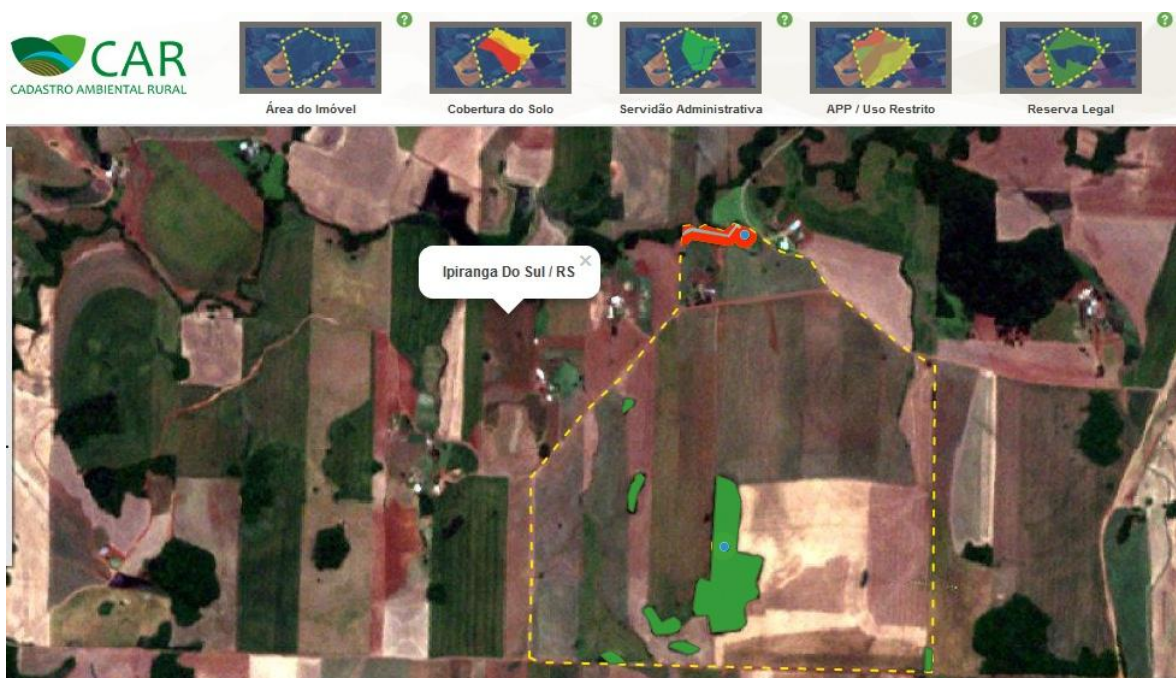 CAR
CADASTRO AMBIENTAL RURAL
?
?
?
?
?
Área do Imóvel
Cobertura do Solo
Servidão Administrativa
APP / Uso Restrito
Reserva Legal
Ipiranga Do Sul / RS
×